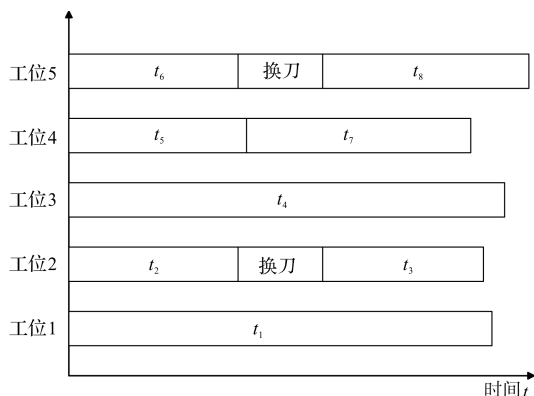 工位5 t₆ 换刀 t₈
工位4 t₅ t₇
工位3 t₄
工位2 t₂ 换刀 t₃
工位1 t₁
时间t